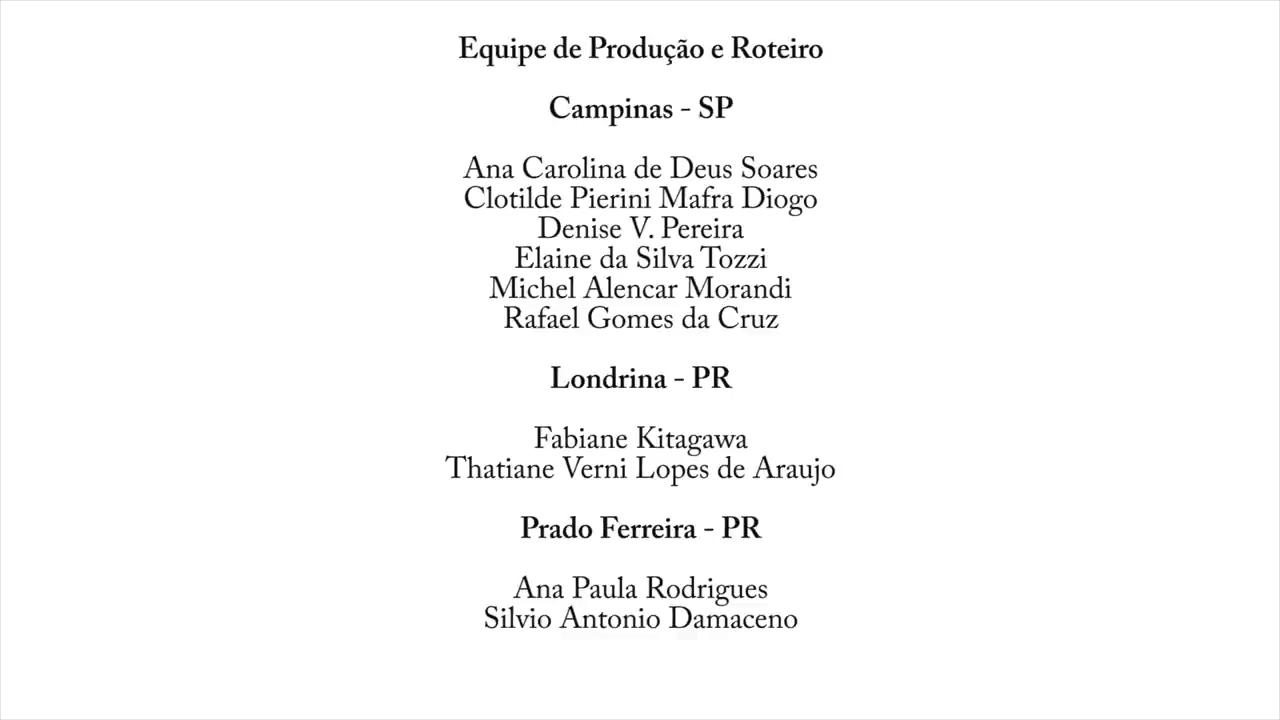 Equipe de Produção e Roteiro
Campinas - SP
Ana Carolina de Deus Soares
Clotilde Pierini Mafra Diogo
Denise V. Pereira
Elaine da Silva Tozzi
Michel Alencar Morandi
Rafael Gomes da Cruz
Londrina - PR
Fabiane Kitagawa
Thatiane Verni Lopes de Araujo
Prado Ferreira - PR
Ana Paula Rodrigues
Silvio Antonio Damaceno